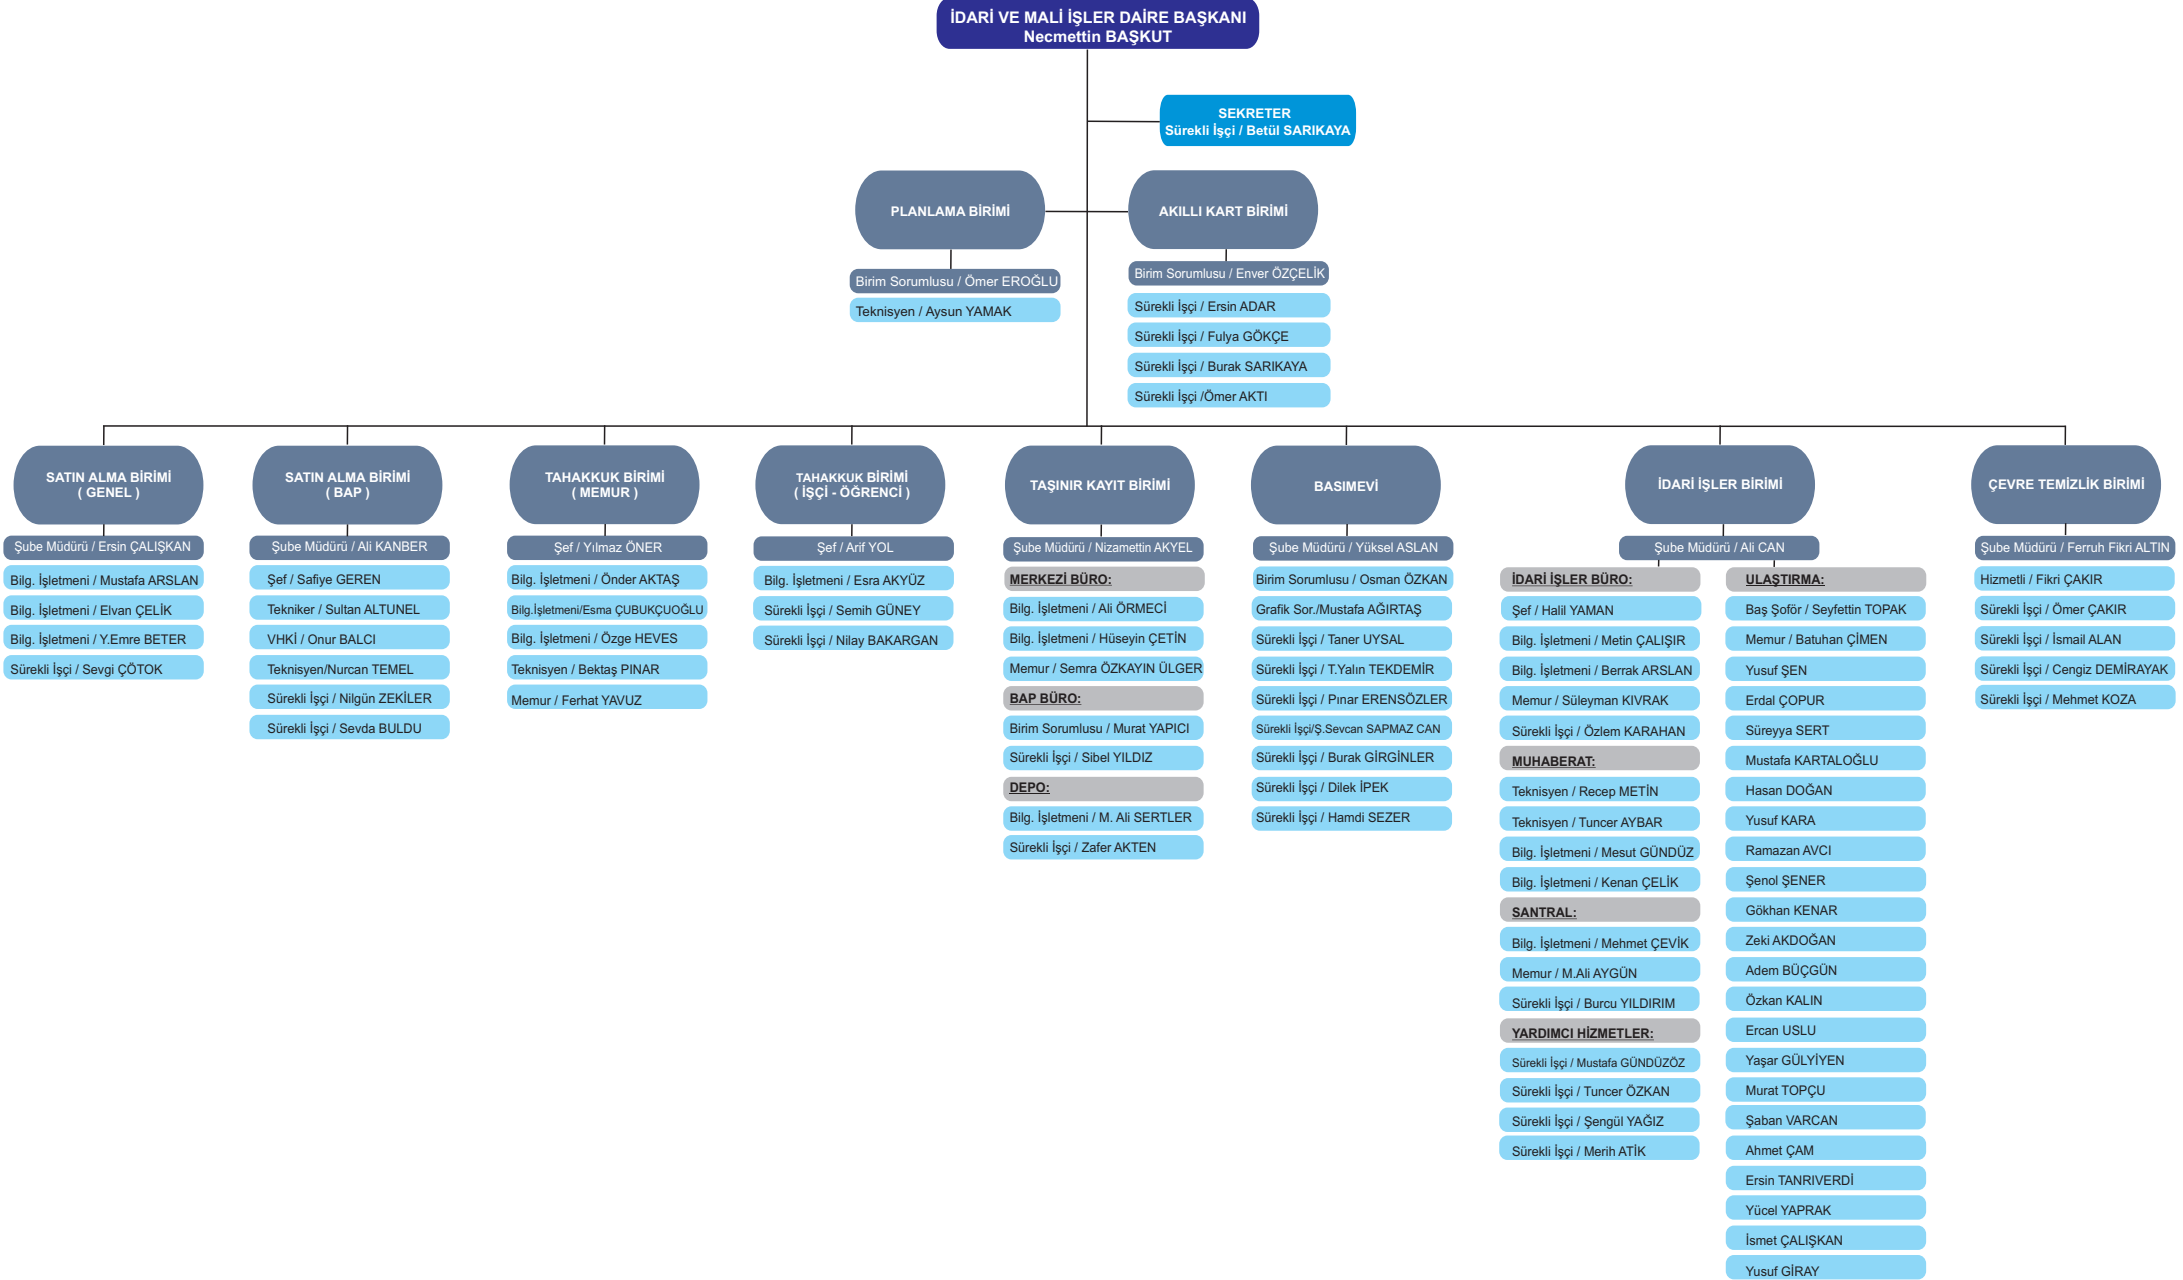 İDARİ VE MALİ İŞLER DAİRE BAŞKANI
Necmettin BAŞKUT
SEKRETER
Sürekli İşçi / Betül SARIKAYA
PLANLAMA BİRİMİ
Birim Sorumlusu / Ömer EROĞLU
Teknisyen / Aysun YAMAK
AKILLI KART BİRİMİ
Birim Sorumlusu / Enver ÖZÇELİK
Sürekli İşçi / Ersin ADAR
Sürekli İşçi / Fulya GÖKÇE
Sürekli İşçi / Burak SARIKAYA
Sürekli İşçi /Ömer AKTI
SATIN ALMA BİRİMİ
( GENEL )
Şube Müdürü / Ersin ÇALIŞKAN
Bilg. İşletmeni / Mustafa ARSLAN
Bilg. İşletmeni / Elvan ÇELİK
Bilg. İşletmeni / Y.Emre BETER
Sürekli İşçi / Sevgi ÇÖTOK
SATIN ALMA BİRİMİ
( BAP )
Şube Müdürü / Ali KANBER
Şef / Safiye GEREN
Tekniker / Sultan ALTUNEL
VHKİ / Onur BALCI
Teknisyen/Nurcan TEMEL
Sürekli İşçi / Nilgün ZEKİLER
Sürekli İşçi / Sevda BULDU
TAHAKKUK BİRİMİ
( MEMUR )
Şef / Yılmaz ÖNER
Bilg. İşletmeni / Önder AKTAŞ
Bilg.İşletmeni/Esma ÇUBUKÇUOĞLU
Bilg. İşletmeni / Özge HEVES
Teknisyen / Bektaş PINAR
Memur / Ferhat YAVUZ
TAHAKKUK BİRİMİ
( İŞÇİ - ÖĞRENCİ )
Şef / Arif YOL
Bilg. İşletmeni / Esra AKYÜZ
Sürekli İşçi / Semih GÜNEY
Sürekli İşçi / Nilay BAKARGAN
TAŞINIR KAYIT BİRİMİ
Şube Müdürü / Nizamettin AKYEL
MERKEZİ BÜRO:
Bilg. İşletmeni / Ali ÖRMECİ
Bilg. İşletmeni / Hüseyin ÇETİN
Memur / Semra ÖZKAYIN ÜLGER
BAP BÜRO:
Birim Sorumlusu / Murat YAPICI
Sürekli İşçi / Sibel YILDIZ
DEPO:
Bilg. İşletmeni / M. Ali SERTLER
Sürekli İşçi / Zafer AKTEN
BASIMEVİ
Şube Müdürü / Yüksel ASLAN
Birim Sorumlusu / Osman ÖZKAN
Grafik Sor./Mustafa AĞIRTAŞ
Sürekli İşçi / Taner UYSAL
Sürekli İşçi / T.Yalın TEKDEMİR
Sürekli İşçi / Pınar ERENSÖZLER
Sürekli İşçi/Ş.Sevcan SAPMAZ CAN
Sürekli İşçi / Burak GİRGİNLER
Sürekli İşçi / Dilek İPEK
Sürekli İşçi / Hamdi SEZER
İDARİ İŞLER BİRİMİ
Şube Müdürü / Ali CAN
İDARİ İŞLER BÜRO:
Şef / Halil YAMAN
Bilg. İşletmeni / Metin ÇALIŞIR
Bilg. İşletmeni / Berrak ARSLAN
Memur / Süleyman KIVRAK
Sürekli İşçi / Özlem KARAHAN
MUHABERAT:
Teknisyen / Recep METİN
Teknisyen / Tuncer AYBAR
Bilg. İşletmeni / Mesut GÜNDÜZ
Bilg. İşletmeni / Kenan ÇELİK
SANTRAL:
Bilg. İşletmeni / Mehmet ÇEVİK
Memur / M.Ali AYGÜN
Sürekli İşçi / Burcu YILDIRIM
YARDIMCI HİZMETLER:
Sürekli İşçi / Mustafa GÜNDÜZÖZ
Sürekli İşçi / Tuncer ÖZKAN
Sürekli İşçi / Şengül YAĞIZ
Sürekli İşçi / Merih ATİK
ULAŞTIRMA:
Baş Şoför / Seyfettin TOPAK
Memur / Batuhan ÇİMEN
Yusuf ŞEN
Erdal ÇOPUR
Süreyya SERT
Mustafa KARTALOĞLU
Hasan DOĞAN
Yusuf KARA
Ramazan AVCI
Şenol ŞENER
Gökhan KENAR
Zeki AKDOĞAN
Adem BÜÇGÜN
Özkan KALIN
Ercan USLU
Yaşar GÜLYİYEN
Murat TOPÇU
Şaban VARCAN
Ahmet ÇAM
Ersin TANRIVERDİ
Yücel YAPRAK
İsmet ÇALIŞKAN
Yusuf GİRAY
ÇEVRE TEMİZLİK BİRİMİ
Şube Müdürü / Ferruh Fikri ALTIN
Hizmetli / Fikri ÇAKIR
Sürekli İşçi / Ömer ÇAKIR
Sürekli İşçi / İsmail ALAN
Sürekli İşçi / Cengiz DEMİRAYAK
Sürekli İşçi / Mehmet KOZA